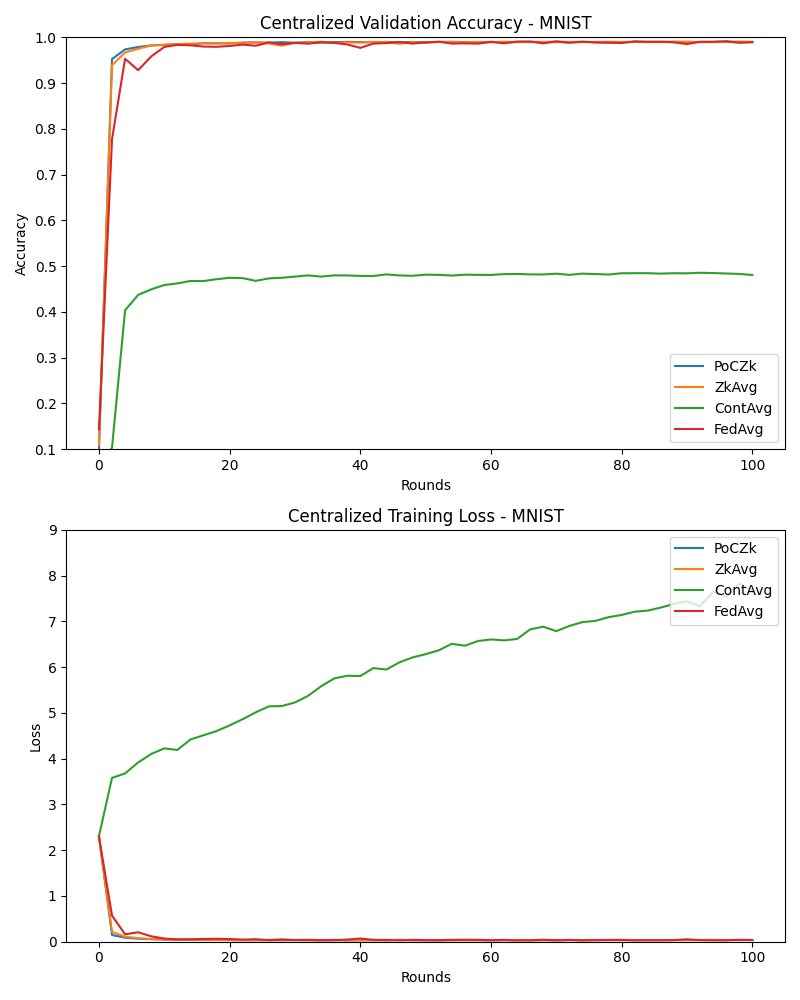 Centralized Validation Accuracy - MNIST
1.0
0.9
0.8
0.7
0.6
0.5
0.4
0.3
0.2
0.1
Accuracy
PoCZk
ZkAvg
ContAvg
FedAvg
0 20 40 60 80 100
Rounds
Centralized Training Loss - MNIST
9
8
7
6
5
4
3
2
1
0
Loss
PoCZk
ZkAvg
ContAvg
FedAvg
0 20 40 60 80 100
Rounds